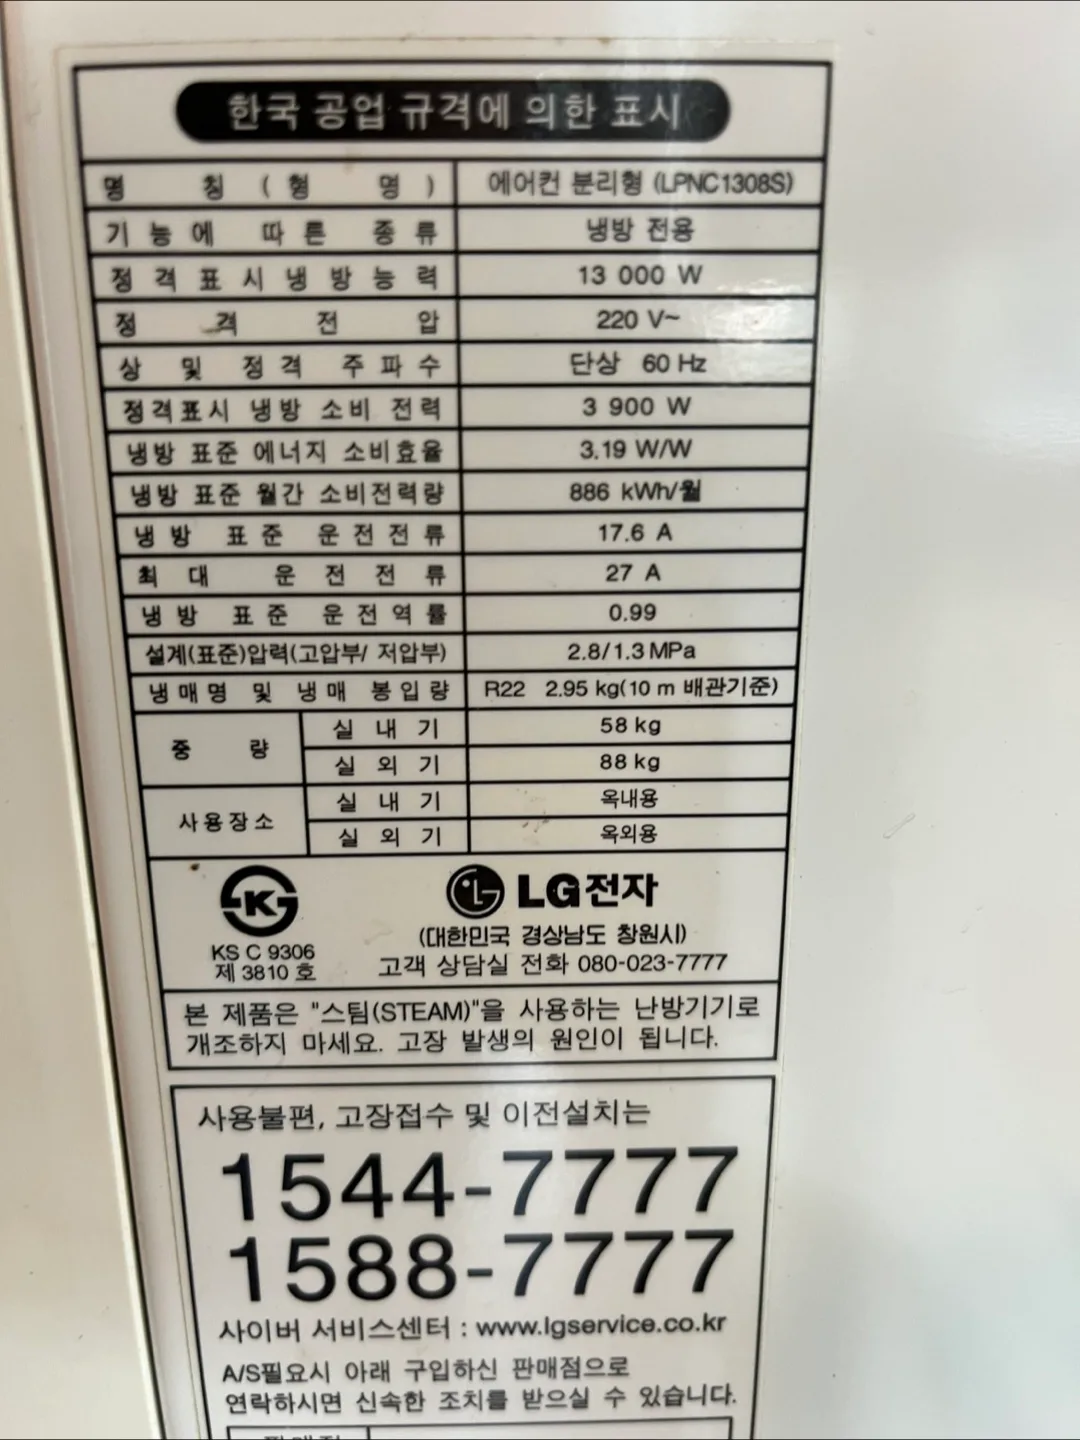 한국 공업 규격에 의한 표시
명 칭 (형 명) 에어컨 분리형 (LPNC1308S)
기능에 따른 종류 냉방 전용
정격표시냉방능력 13 000 W
정격전압 220 V~
상 및 정격 주파수 단상 60 Hz
정격표시 냉방 소비 전력 3 900 W
냉방 표준 에너지 소비효율 3.19 W/W
냉방 표준 월간 소비전력량 886 kWh/월
냉방 표준 운전전류 17.6 A
최대 운전전류 27 A
냉방 표준 운전역률 0.99
설계(표준)압력(고압부/ 저압부) 2.8/1.3 MPa
냉매명 및 냉매 봉입량 R22 2.95 kg(10 m 배관기준)
중량 실내기 58 kg
실외기 88 kg
사용장소 실내기 옥내용
실외기 옥외용
K
KS C 9306
제 3810 호
LG전자
(대한민국 경상남도 창원시)
고객 상담실 전화 080-023-7777
본 제품은 "스팀(STEAM)"을 사용하는 난방기기로
개조하지 마세요. 고장 발생의 원인이 됩니다.
사용불편, 고장접수 및 이전설치는
1544-7777
1588-7777
사이버 서비스센터 : www.lgservice.co.kr
A/S필요시 아래 구입하신 판매점으로
연락하시면 신속한 조치를 받으실 수 있습니다.